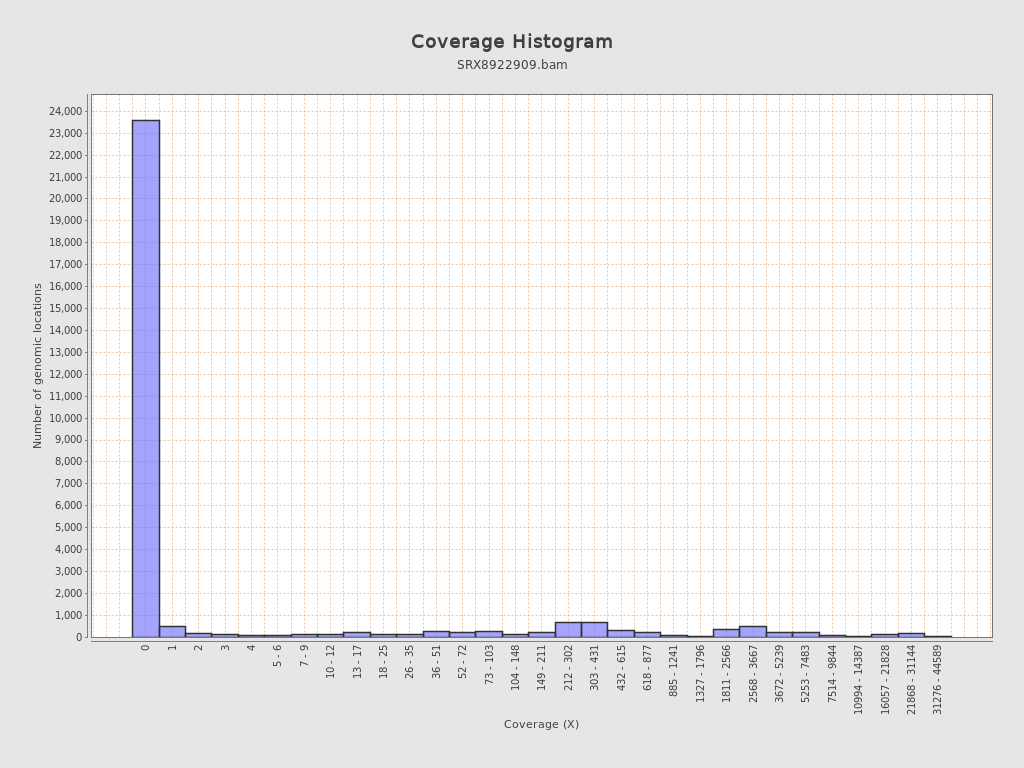 Coverage Histogram
SRX8922909.bam
24,000
23,000
22,000
21,000
20,000
19,000
18,000
17,000
16,000
15,000
14,000
13,000
12,000
11,000
10,000
9,000
8,000
7,000
6,000
5,000
4,000
3,000
2,000
1,000
0
Number of genomic locations
0
1
2
3
4
5 - 6
7 - 9
10 - 12
13 - 17
18 - 25
26 - 35
36 - 51
52 - 72
73 - 103
104 - 148
149 - 211
212 - 302
303 - 431
432 - 615
618 - 877
885 - 1241
1327 - 1796
1811 - 2566
2568 - 3667
3672 - 5239
5253 - 7483
7514 - 9844
10994 - 14387
16057 - 21828
21868 - 31144
31276 - 44589
Coverage (X)